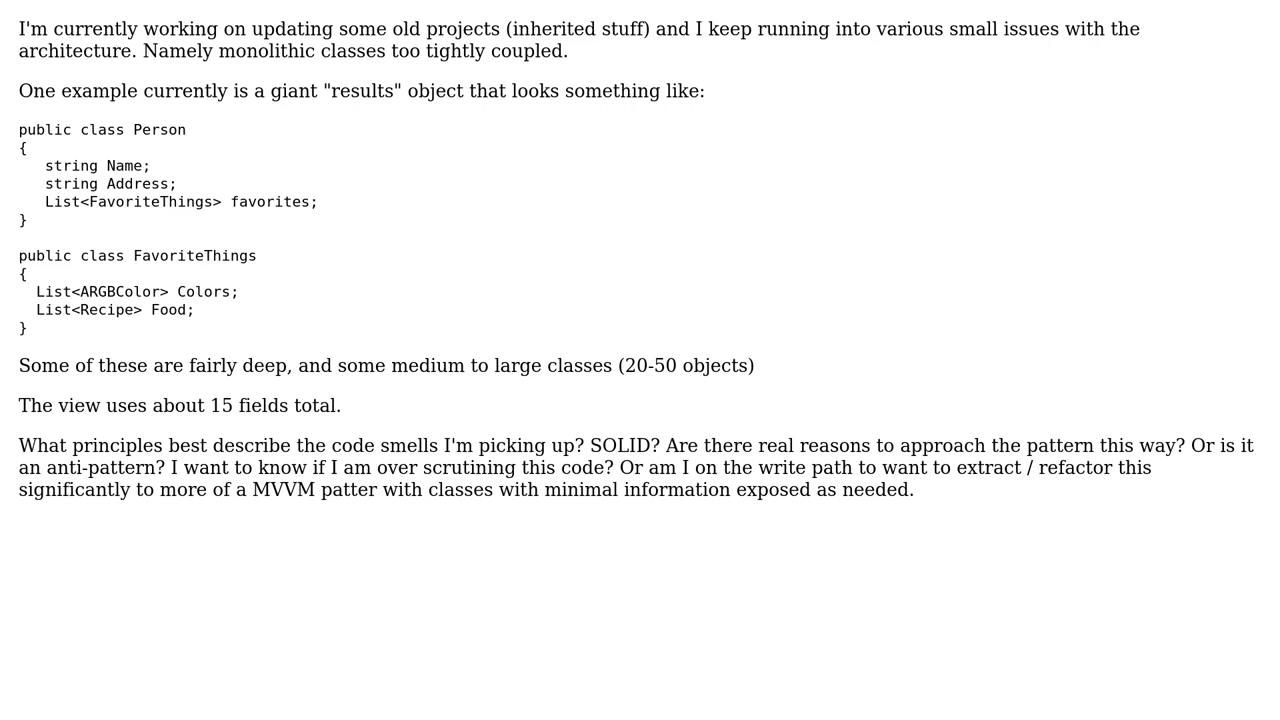 I'm currently working on updating some old projects (inherited stuff) and I keep running into various small issues with the
architecture. Namely monolithic classes too tightly coupled.
One example currently is a giant "results" object that looks something like:
public class Person
{
   string Name;
   string Address;
   List<FavoriteThings> favorites;
}
public class FavoriteThings
{
  List<ARGBColor> Colors;
  List<Recipe> Food;
}
Some of these are fairly deep, and some medium to large classes (20-50 objects)
The view uses about 15 fields total.
What principles best describe the code smells I'm picking up? SOLID? Are there real reasons to approach the pattern this way? Or is it
an anti-pattern? I want to know if I am over scrutining this code? Or am I on the write path to want to extract / refactor this
significantly to more of a MVVM patter with classes with minimal information exposed as needed.